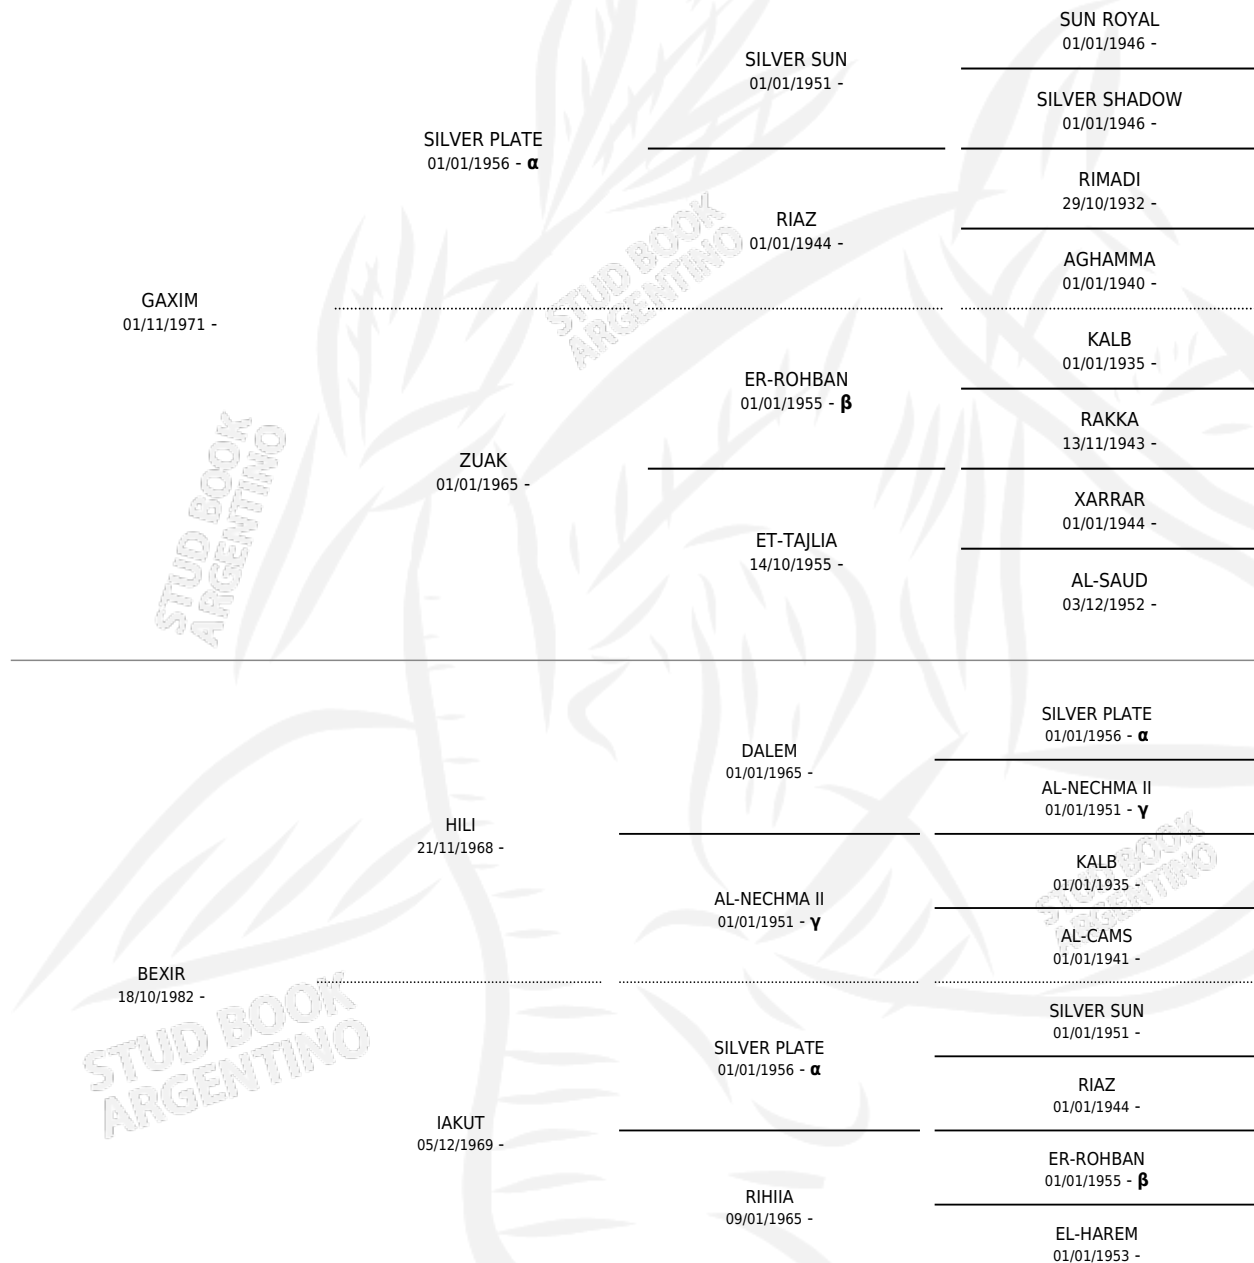 SUN ROYAL
01/01/1946 -
SILVER SUN
01/01/1951 -
SILVER SHADOW
01/01/1946 -
SILVER PLATE
01/01/1956 - α
RIMADI
29/10/1932 -
RIAZ
01/01/1944 -
AGHAMMA
01/01/1940 -
GAXIM
01/11/1971 -
KALB
01/01/1935 -
ER-ROHBAN
01/01/1955 - β
RAKKA
13/11/1943 -
ZUAK
01/01/1965 -
XARRAR
01/01/1944 -
ET-TAJLIA
14/10/1955 -
AL-SAUD
03/12/1952 -
STUD BOOK
ARGENTINO
STUD BOOK
ARGENTINO
SILVER PLATE
01/01/1956 - α
DALEM
01/01/1965 -
AL-NECHMA II
01/01/1951 - γ
HILI
21/11/1968 -
KALB
01/01/1935 -
AL-NECHMA II
01/01/1951 - γ
AL-CAMS
01/01/1941 -
BEXIR
18/10/1982 -
SILVER SUN
01/01/1951 -
SILVER PLATE
01/01/1956 - α
RIAZ
01/01/1944 -
IAKUT
05/12/1969 -
ER-ROHBAN
01/01/1955 - β
RIHIIA
09/01/1965 -
EL-HAREM
01/01/1953 -
STUD BOOK
ARGENTINO
STUD BOOK
ARGENTINO